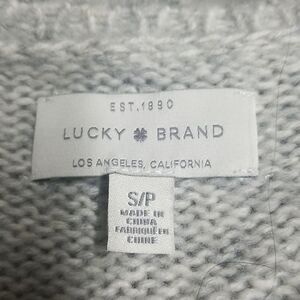 EST.1990
LUCKY BRAND
LOS ANGELES, CALIFORNIA
S/P
MADE IN
CHINA
FABRIQUÉ EN
CHINE